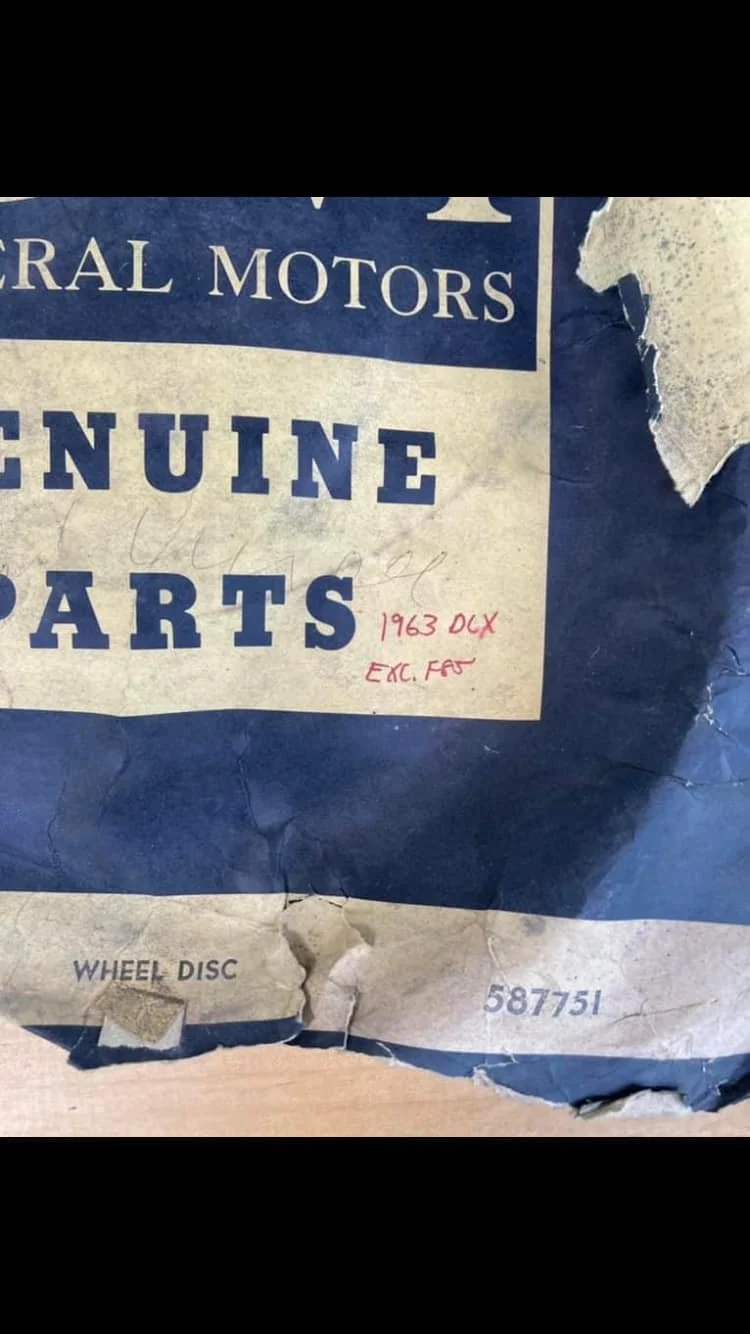 ERAL MOTORS
ENUINE
PARTS
1963 DLX
EXC. F85
WHEEL DISC
587751